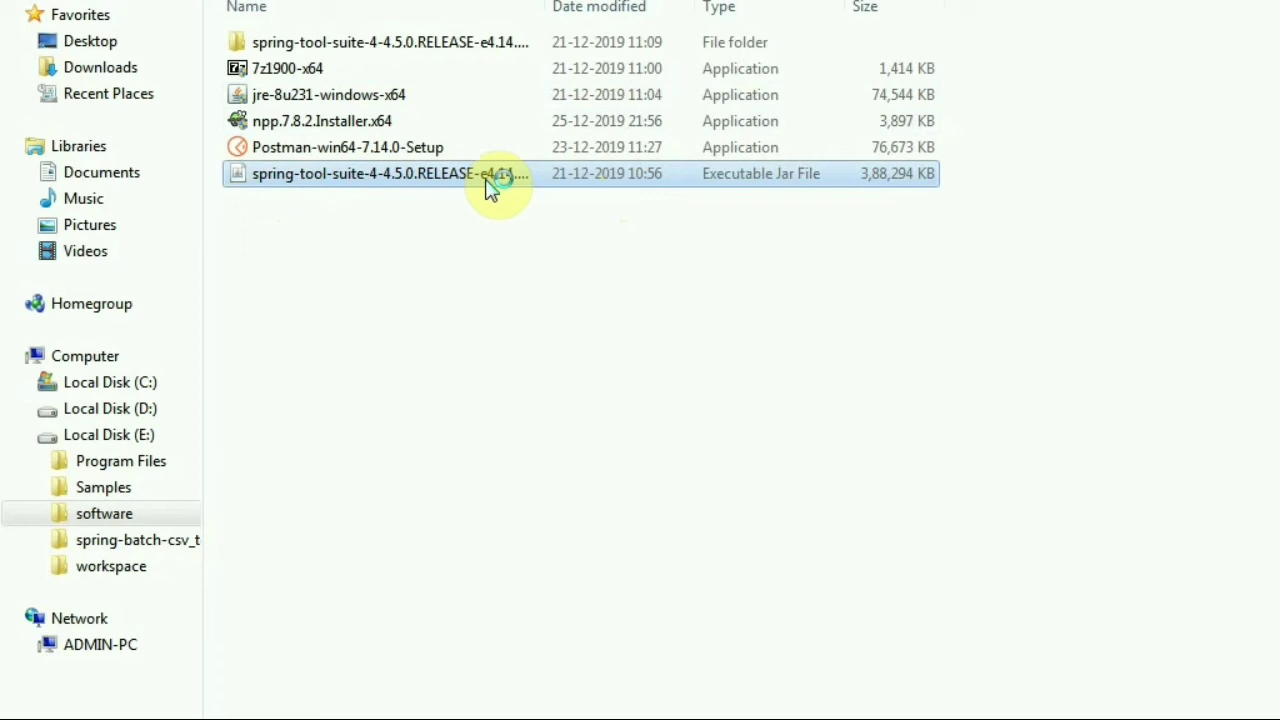 Name Date modified Type Size
Favorites
Desktop
Downloads
Recent Places
Libraries
Documents
Music
Pictures
Videos
Homegroup
Computer
Local Disk (C:)
Local Disk (D:)
Local Disk (E:)
Program Files
Samples
software
spring-batch-csv_t
workspace
Network
ADMIN-PC
spring-tool-suite-4-4.5.0.RELEASE-e4.14.... 21-12-2019 11:09 File folder
7z1900-x64 21-12-2019 11:00 Application 1,414 KB
jre-8u231-windows-x64 21-12-2019 11:04 Application 74,544 KB
npp.7.8.2.Installer.x64 25-12-2019 21:56 Application 3,897 KB
Postman-win64-7.14.0-Setup 23-12-2019 11:27 Application 76,673 KB
spring-tool-suite-4-4.5.0.RELEASE-e4.14.... 21-12-2019 10:56 Executable Jar File 3,88,294 KB